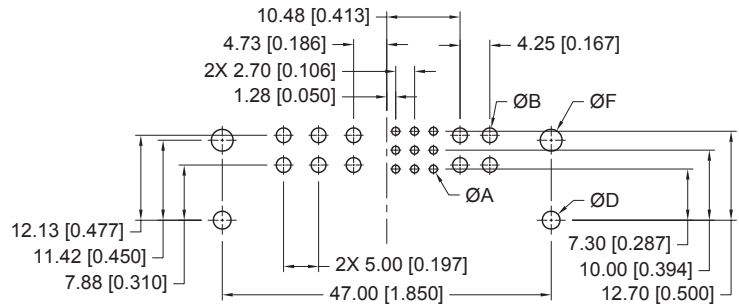 10.48 [0.413]
4.73 [0.186]
4.25 [0.167]
2X 2.70 [0.106]
1.28 [0.050]
ØB
ØF
ØA
ØD
12.13 [0.477]
11.42 [0.450]
7.88 [0.310]
2X 5.00 [0.197]
47.00 [1.850]
7.30 [0.287]
10.00 [0.394]
12.70 [0.500]